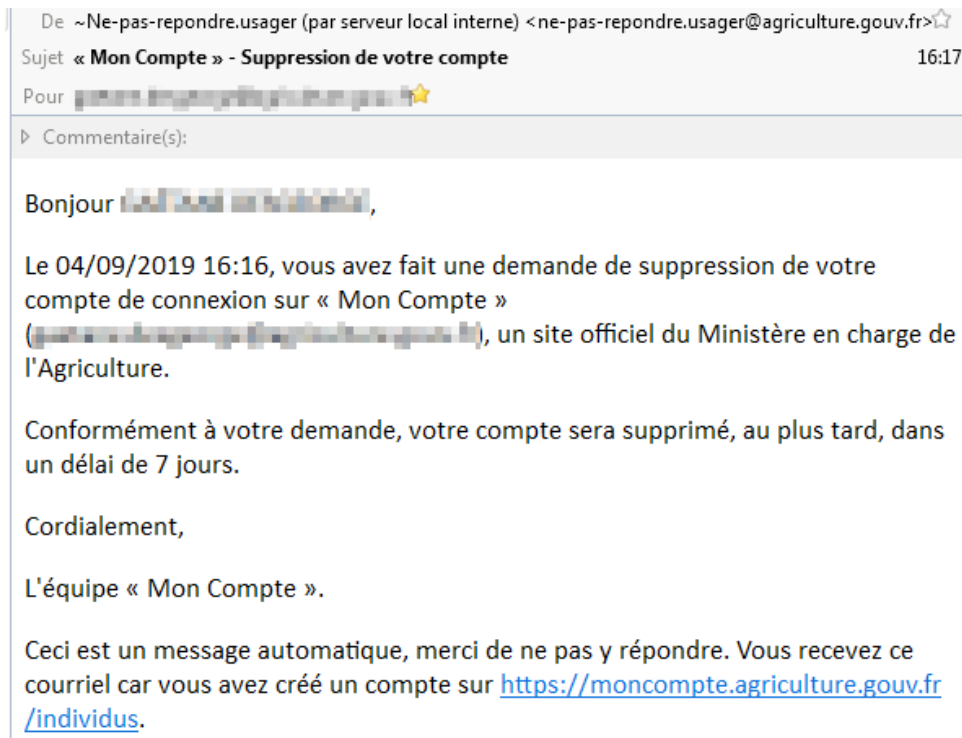 De ~Ne-pas-repondre.usager (par serveur local interne) <ne-pas-repondre.usager@agriculture.gouv.fr>
Sujet « Mon Compte » - Suppression de votre compte 16:17
Pour
Commentaire(s):
Bonjour ,
Le 04/09/2019 16:16, vous avez fait une demande de suppression de votre
compte de connexion sur « Mon Compte »
( ), un site officiel du Ministère en charge de
l'Agriculture.
Conformément à votre demande, votre compte sera supprimé, au plus tard, dans
un délai de 7 jours.
Cordialement,
L'équipe « Mon Compte ».
Ceci est un message automatique, merci de ne pas y répondre. Vous recevez ce
courriel car vous avez créé un compte sur https://moncompte.agriculture.gouv.fr
/individus.